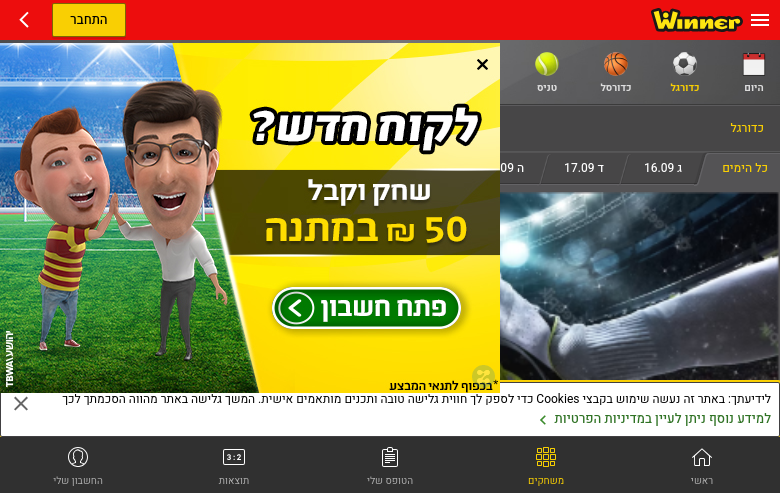 Winner
התחבר
היום
כדורגל
כדורסל
טניס
כדורגל
כל הימים
ג 16.09
ד 17.09
ה 09
לקוח חדש?
שחק וקבל
50 ₪ במתנה
פתח חשבון
יהושע\TBWA
*בכפוף לתנאי המבצע
לידיעתך: באתר זה נעשה שימוש בקבצי Cookies כדי לספק לך חווית גלישה טובה ותכנים מותאמים אישית. המשך גלישה באתר מהווה הסכמתך לכך
למידע נוסף ניתן לעיין במדיניות הפרטיות
ראשי
משחקים
הטופס שלי
3:2
תוצאות
החשבון שלי